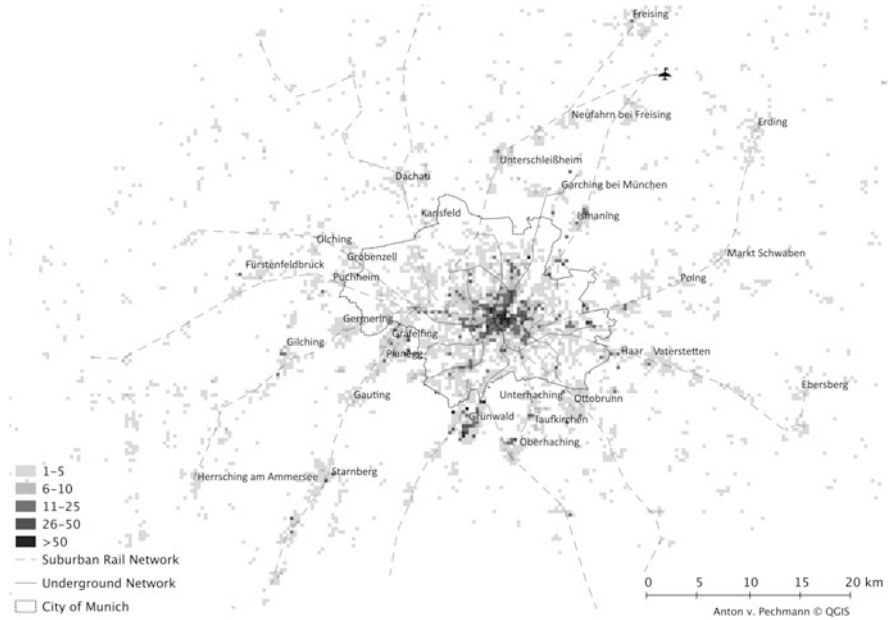 Freising
Neufahrn bei Freising
Erding
Unterschleißheim
Dachau
Garching bei München
Karlsfeld
Ismaning
Olching
Gröbenzell
Markt Schwaben
Fürstenfeldbruck
Puchheim
Poing
Germering
Gräfelfing
Gilching
Planegg
Haar
Vaterstetten
Ebersberg
Gauting
Unterhaching
Ottobrunn
Grünwald
Taufkirchen
Oberhaching
Starnberg
Herrsching am Ammersee
1–5
6–10
11–25
26–50
>50
Suburban Rail Network
Underground Network
City of Munich
0 5 10 15 20 km
Anton v. Pechmann © QGIS